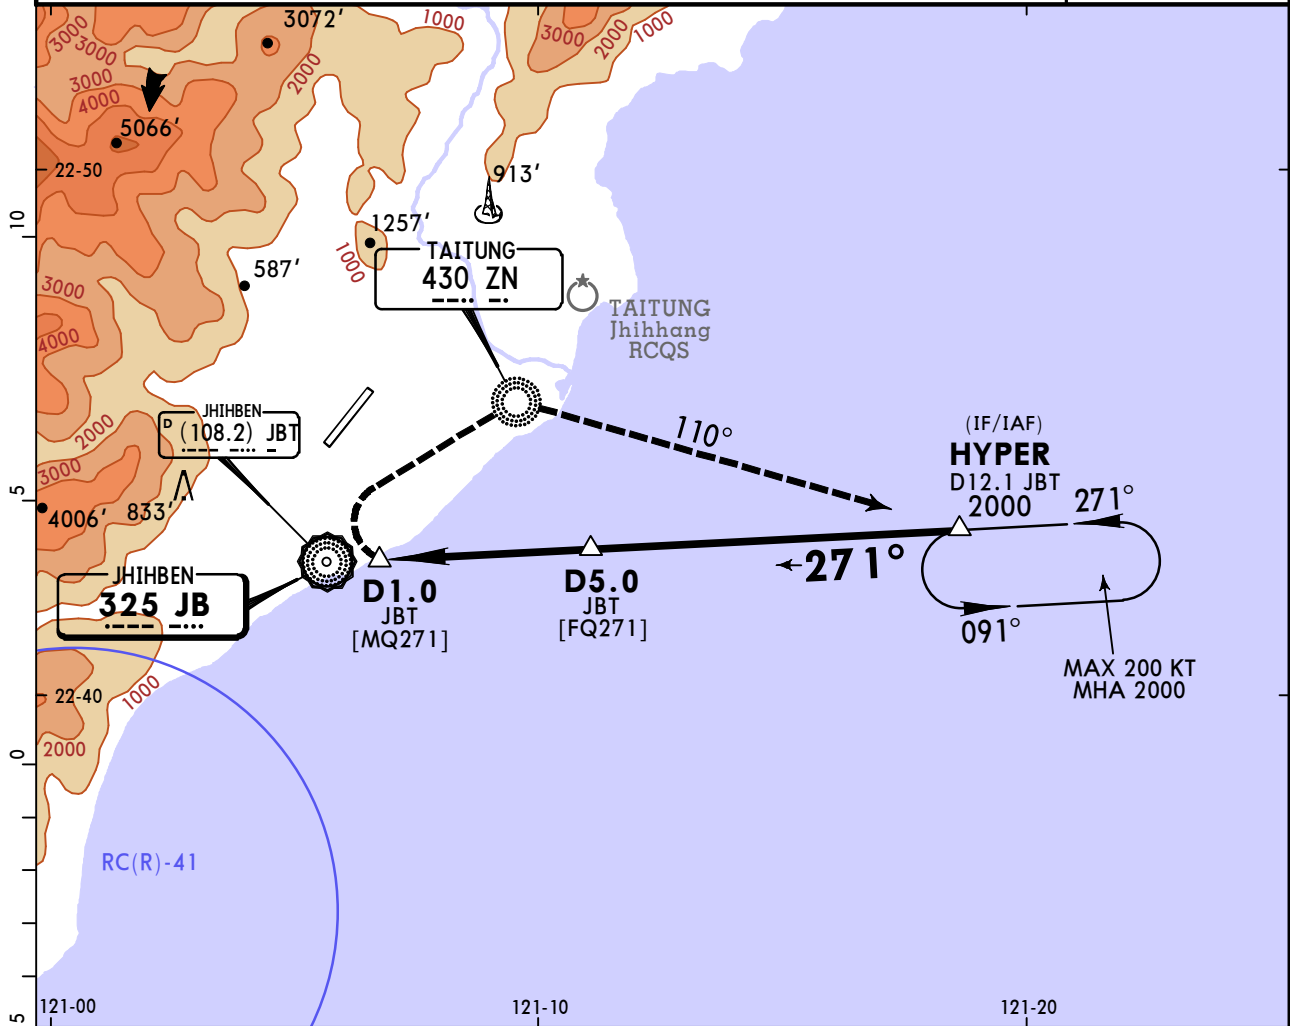 3072′
1000
3000
2000
1000
3000
3000
2000
3000
4000
5066′
22-50
913′
10
1257′
1000
TAITUNG
430 ZN
587′
3000
TAITUNG
Jhihhang
RCQS
4000
JHIHBEN
D (108.2) JBT
2000
110°
(IF/IAF)
HYPER
D12.1 JBT
2000
271°
3000
5
4006′
833′
271°
JHIHBEN
325 JB
D1.0
JBT
[MQ271]
D5.0
JBT
[FQ271]
091°
MAX 200 KT
MHA 2000
22-40
1000
2000
0
RC(R)-41
5
121-00
121-10
121-20